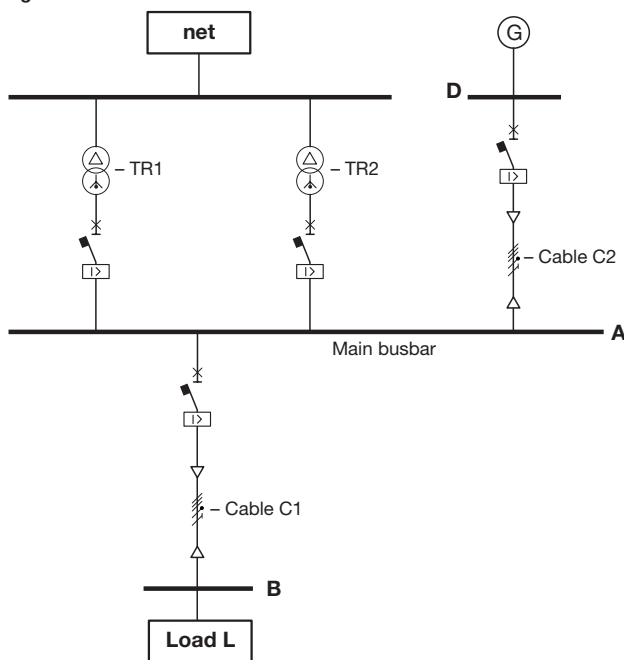 g
net
G
D
– TR1
– TR2
I>
I>
I>
– Cable C2
A
Main busbar
I>
– Cable C1
B
Load L